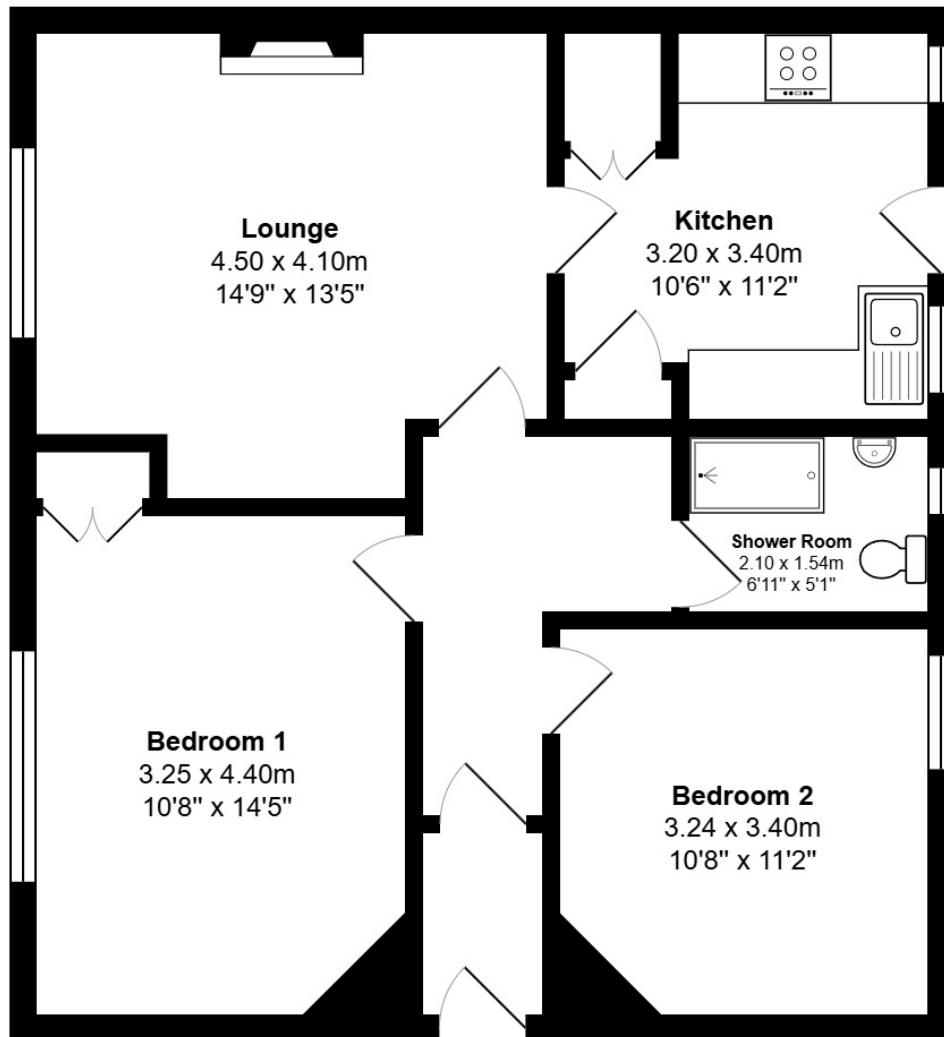 Lounge
4.50 x 4.10m
14'9" x 13'5"
Kitchen
3.20 x 3.40m
10'6" x 11'2"
Shower Room
2.10 x 1.54m
6'11" x 5'1"
Bedroom 1
3.25 x 4.40m
10'8" x 14'5"
Bedroom 2
3.24 x 3.40m
10'8" x 11'2"